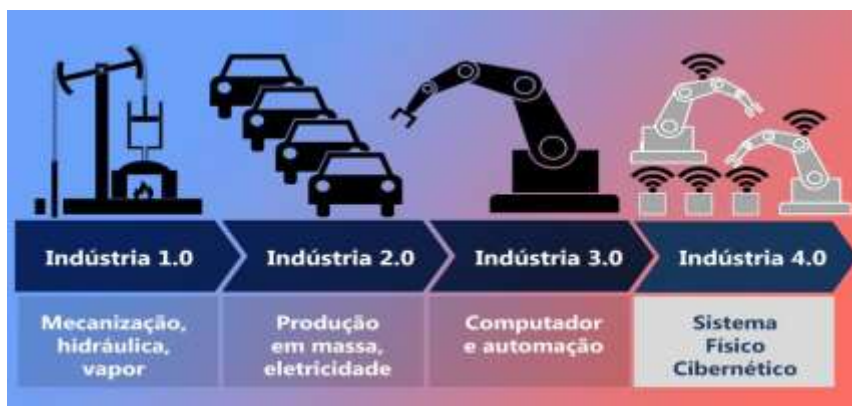 Indústria 1.0
Indústria 2.0
Indústria 3.0
Indústria 4.0
Mecanização,
hidráulica,
vapor
Produção
em massa,
eletricidade
Computador
e automação
Sistema
Físico
Cibernético